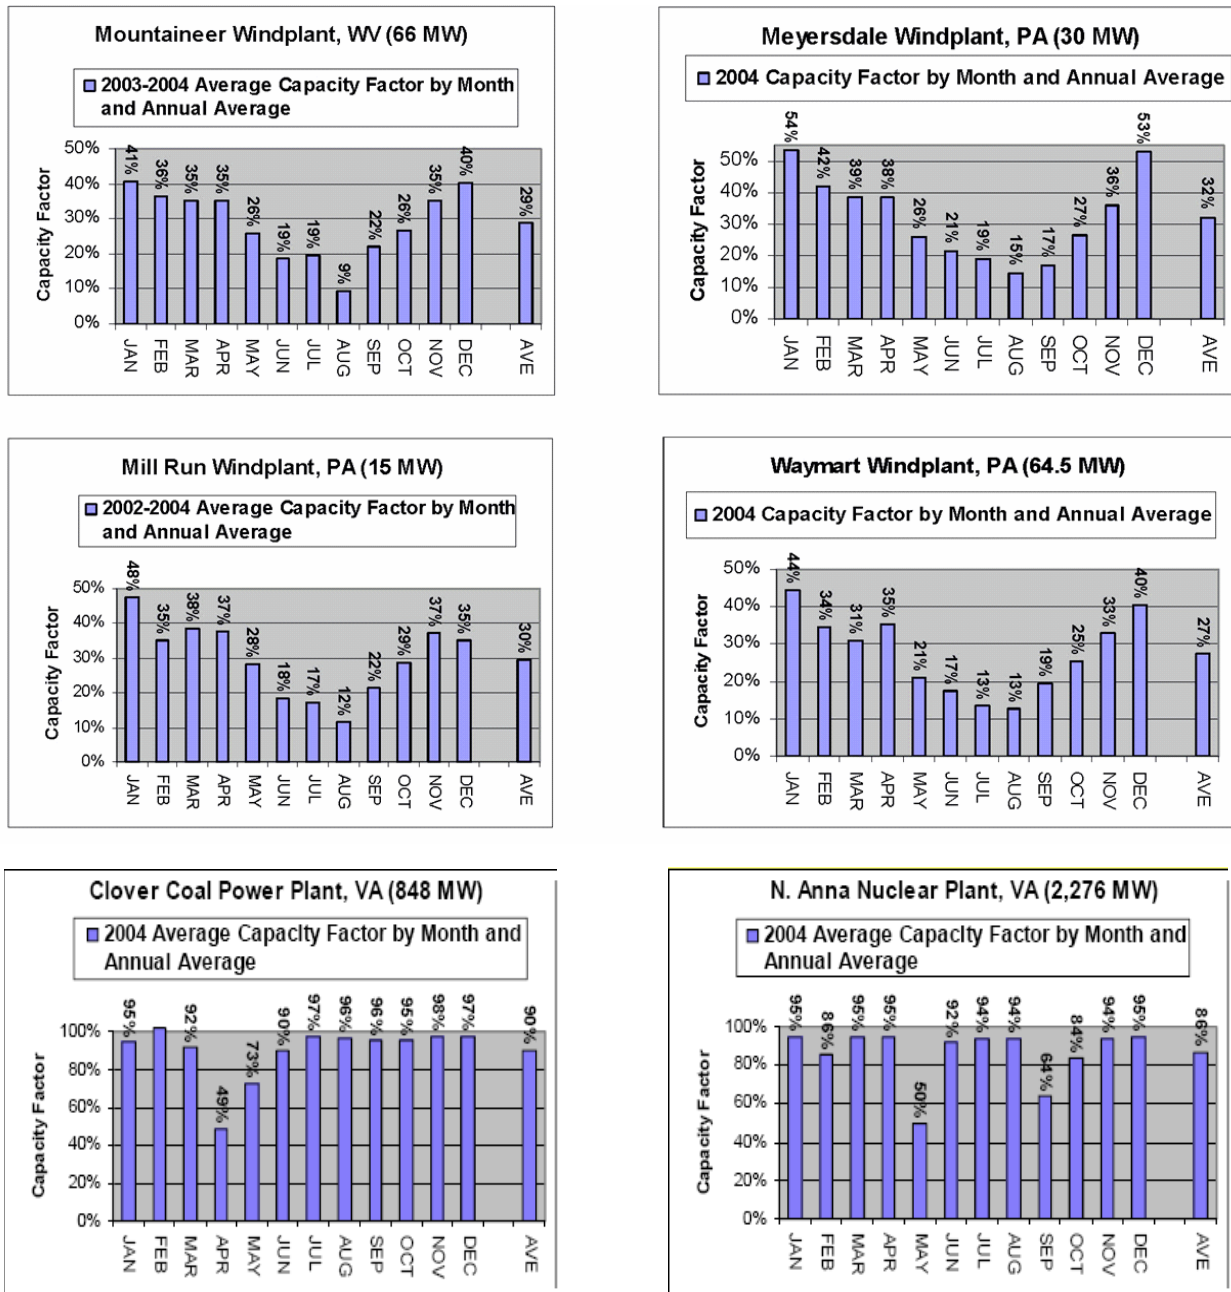 Mountaineer Windplant, WV (66 MW)
2003-2004 Average Capacity Factor by Month
and Annual Average
Capacity Factor
50%
40%
30%
20%
10%
0%
41%
36%
35%
35%
26%
19%
19%
9%
22%
26%
35%
40%
29%
JAN
FEB
MAR
APR
MAY
JUN
JUL
AUG
SEP
OCT
NOV
DEC
AVE
Meyersdale Windplant, PA (30 MW)
2004 Capacity Factor by Month and Annual Average
Capacity Factor
50%
40%
30%
20%
10%
0%
54%
42%
39%
38%
26%
21%
19%
15%
17%
27%
36%
53%
32%
JAN
FEB
MAR
APR
MAY
JUN
JUL
AUG
SEP
OCT
NOV
DEC
AVE
Mill Run Windplant, PA (15 MW)
2002-2004 Average Capacity Factor by Month
and Annual Average
Capacity Factor
50%
40%
30%
20%
10%
0%
48%
35%
38%
37%
28%
18%
17%
12%
22%
29%
37%
35%
30%
JAN
FEB
MAR
APR
MAY
JUN
JUL
AUG
SEP
OCT
NOV
DEC
AVE
Waymart Windplant, PA (64.5 MW)
2004 Capacity Factor by Month and Annual Average
Capacity Factor
50%
40%
30%
20%
10%
0%
44%
34%
31%
35%
21%
17%
13%
13%
19%
25%
33%
40%
27%
JAN
FEB
MAR
APR
MAY
JUN
JUL
AUG
SEP
OCT
NOV
DEC
AVE
Clover Coal Power Plant, VA (848 MW)
2004 Average Capacity Factor by Month and
Annual Average
Capacity Factor
100%
80%
60%
40%
20%
0%
95%
92%
49%
73%
90%
97%
96%
96%
95%
98%
97%
90%
JAN
FEB
MAR
APR
MAY
JUN
JUL
AUG
SEP
OCT
NOV
DEC
AVE
N. Anna Nuclear Plant, VA (2,276 MW)
2004 Average Capacity Factor by Month and
Annual Average
Capacity Factor
100%
80%
60%
40%
20%
0%
95%
86%
95%
95%
50%
92%
94%
94%
64%
84%
94%
95%
86%
JAN
FEB
MAR
APR
MAY
JUN
JUL
AUG
SEP
OCT
NOV
DEC
AVE